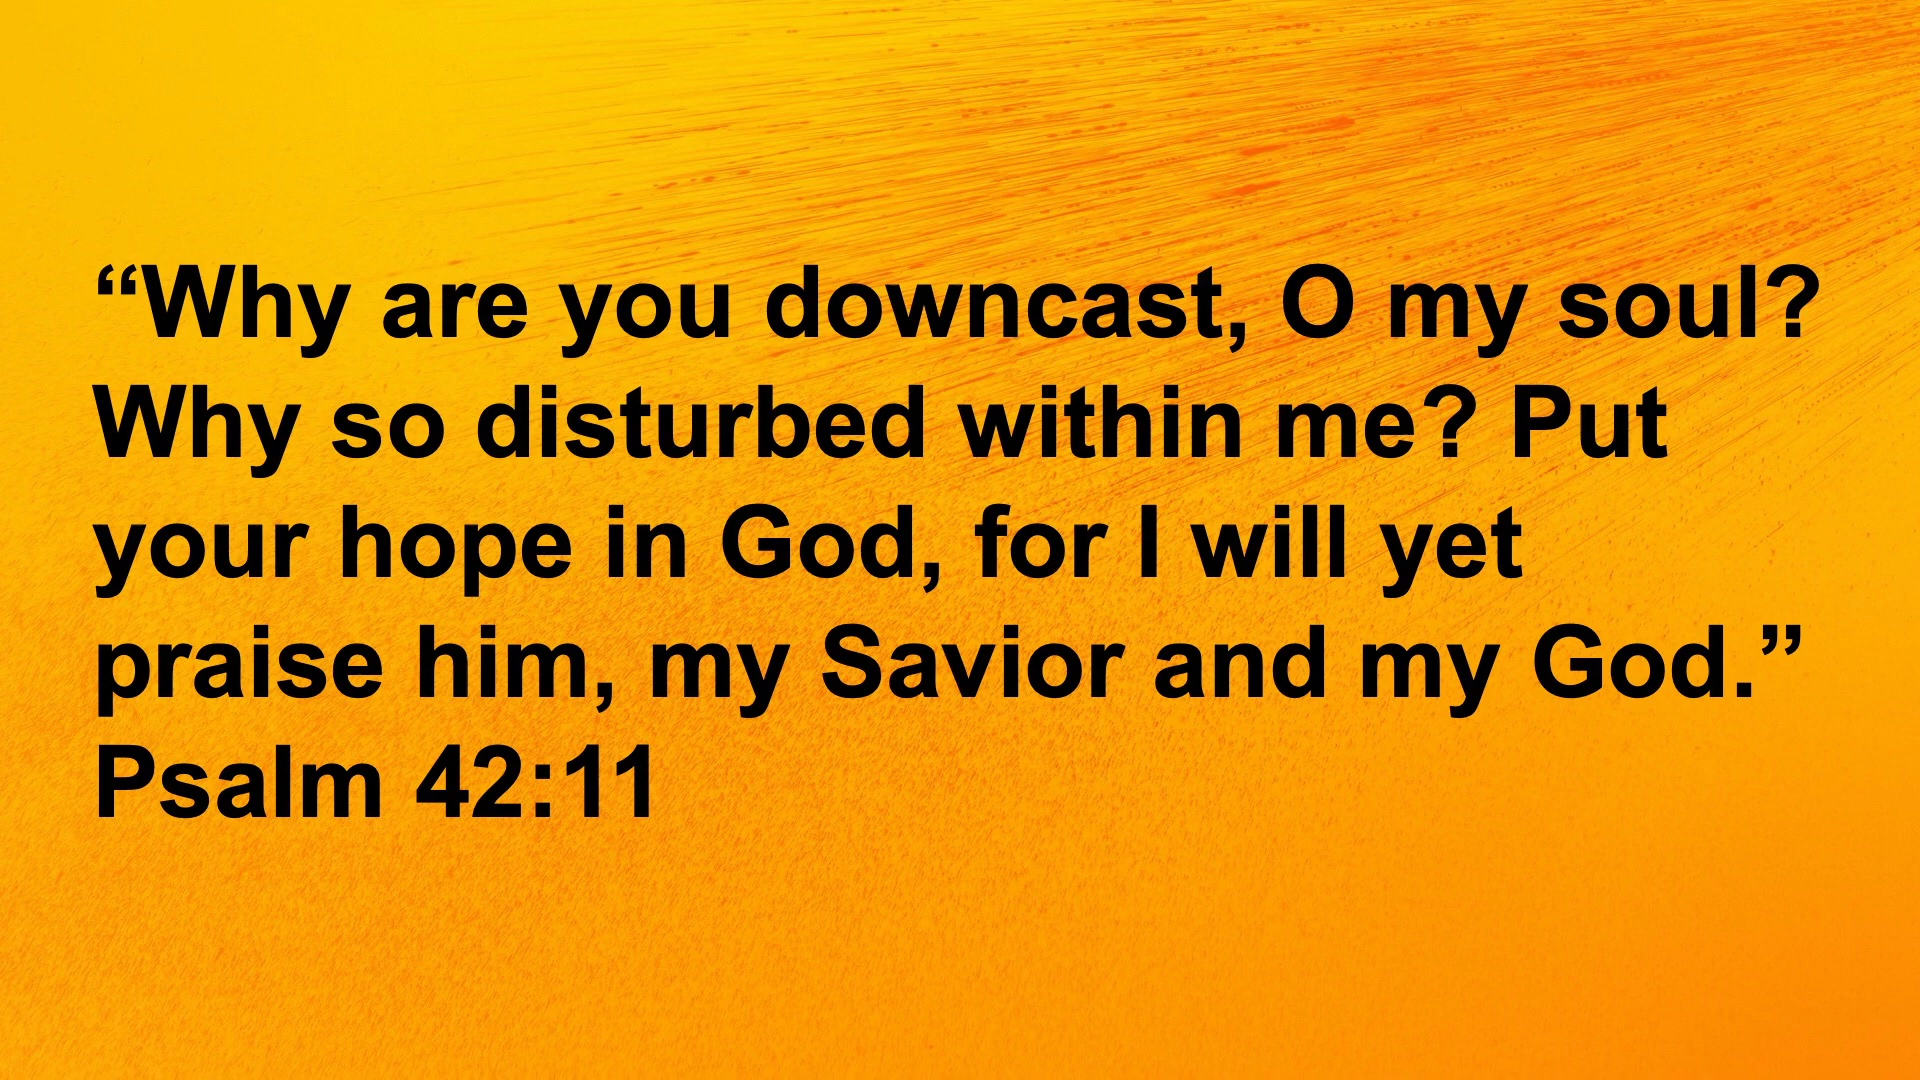 “Why are you downcast, O my soul?
Why so disturbed within me? Put
your hope in God, for I will yet
praise him, my Savior and my God.”
Psalm 42:11